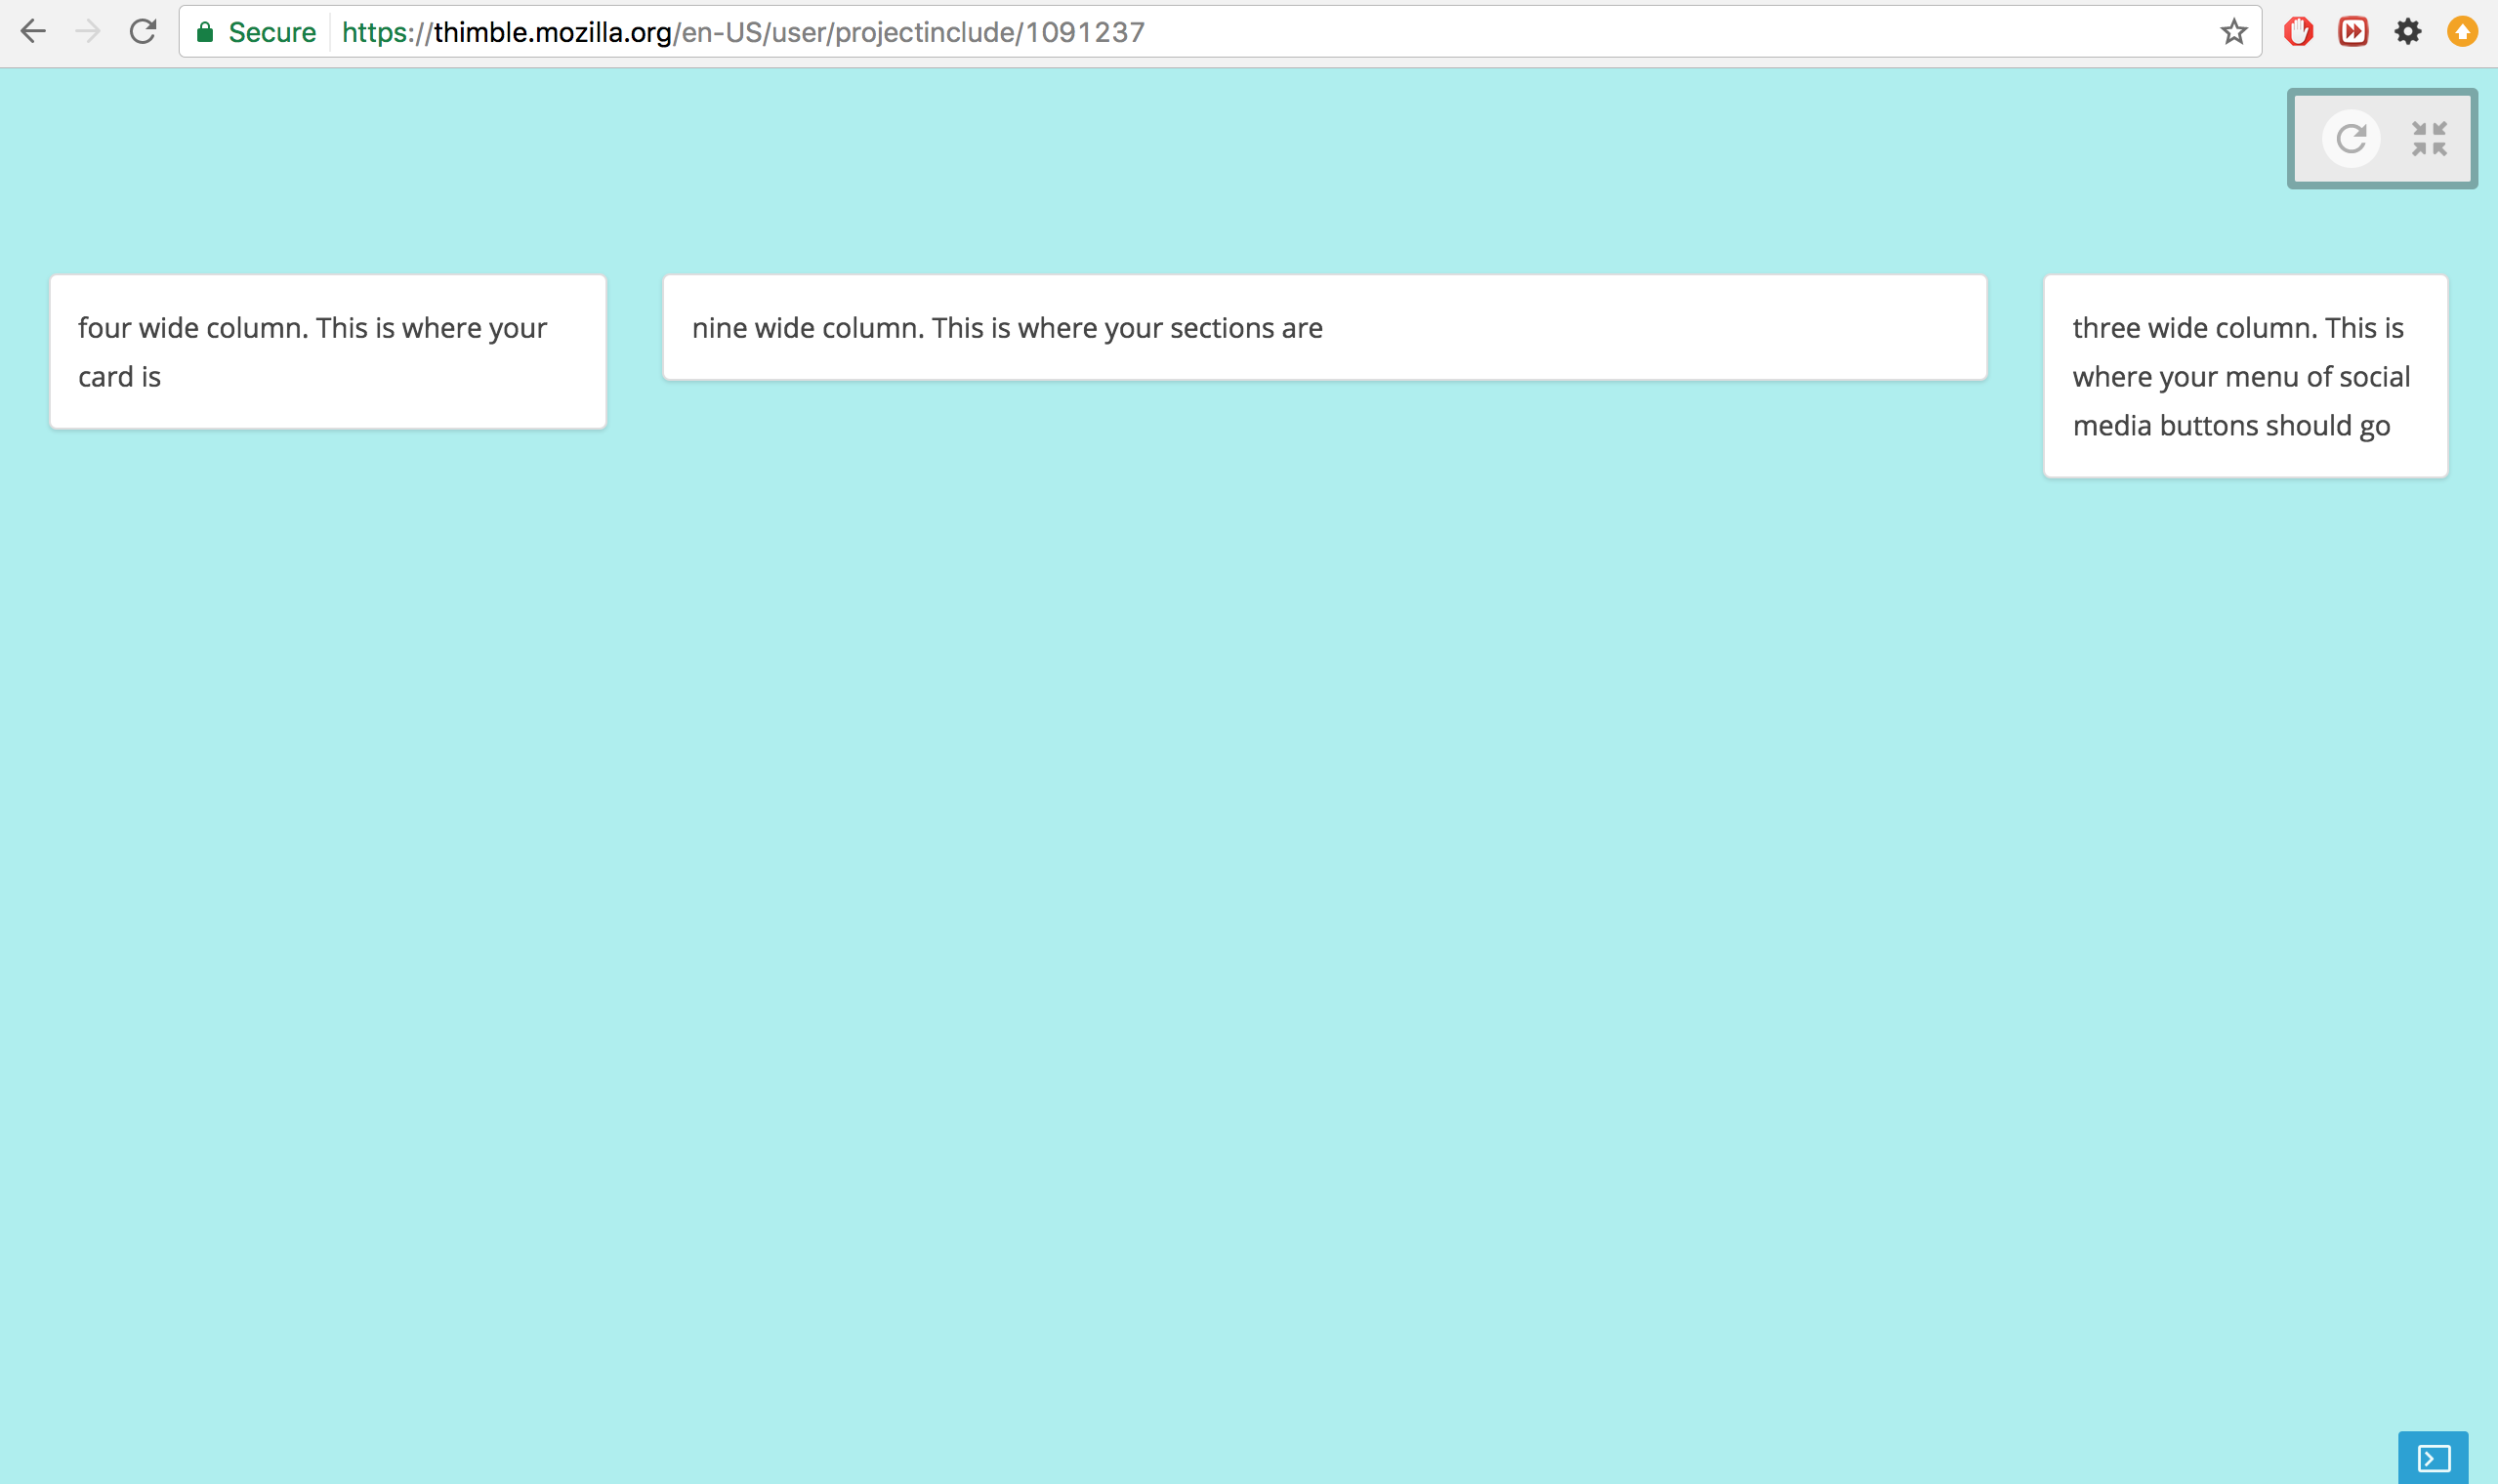 Secure https://thimble.mozilla.org/en-US/user/projectinclude/1091237
four wide column. This is where your
card is
nine wide column. This is where your sections are
three wide column. This is
where your menu of social
media buttons should go